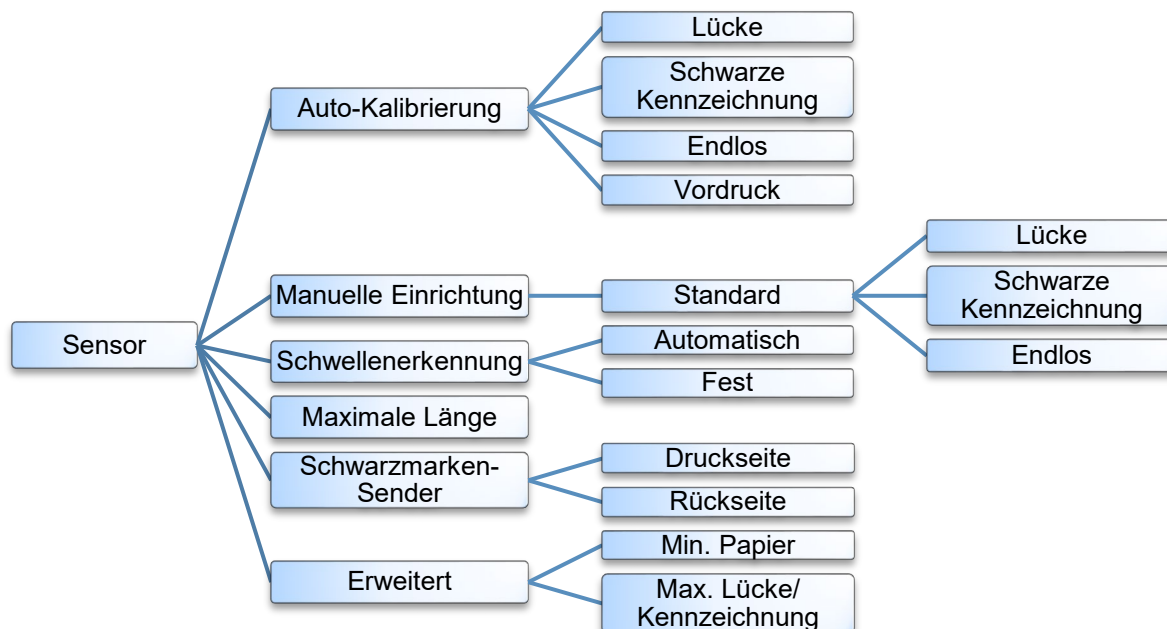 Sensor
Auto-Kalibrierung
Lücke
Schwarze
Kennzeichnung
Endlos
Vordruck
Manuelle Einrichtung
Standard
Lücke
Schwarze
Kennzeichnung
Endlos
Schwellenerkennung
Automatisch
Fest
Maximale Länge
Schwarzmarken-
Sender
Druckseite
Rückseite
Erweitert
Min. Papier
Max. Lücke/
Kennzeichnung